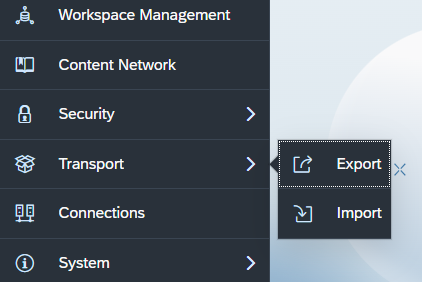 Workspace Management
Content Network
Security
Transport
Export
Import
Connections
System